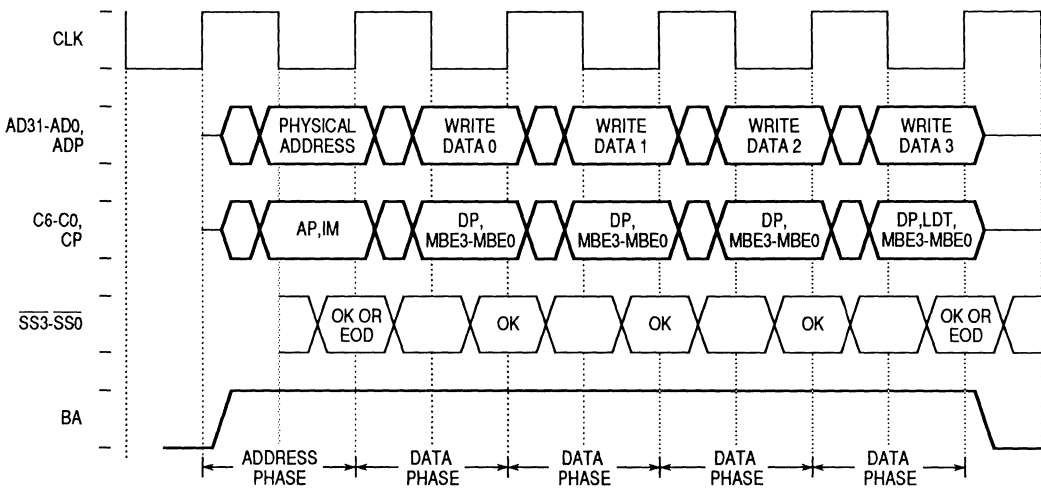 CLK
AD31-AD0,
ADP
PHYSICAL
ADDRESS
WRITE
DATA 0
WRITE
DATA 1
WRITE
DATA 2
WRITE
DATA 3
C6-C0,
CP
AP,IM
DP,
MBE3-MBE0
DP,
MBE3-MBE0
DP,
MBE3-MBE0
DP,LDT,
MBE3-MBE0
SS3-SS0
OK OR
EOD
OK
OK
OK
OK OR
EOD
BA
ADDRESS
PHASE
DATA
PHASE
DATA
PHASE
DATA
PHASE
DATA
PHASE